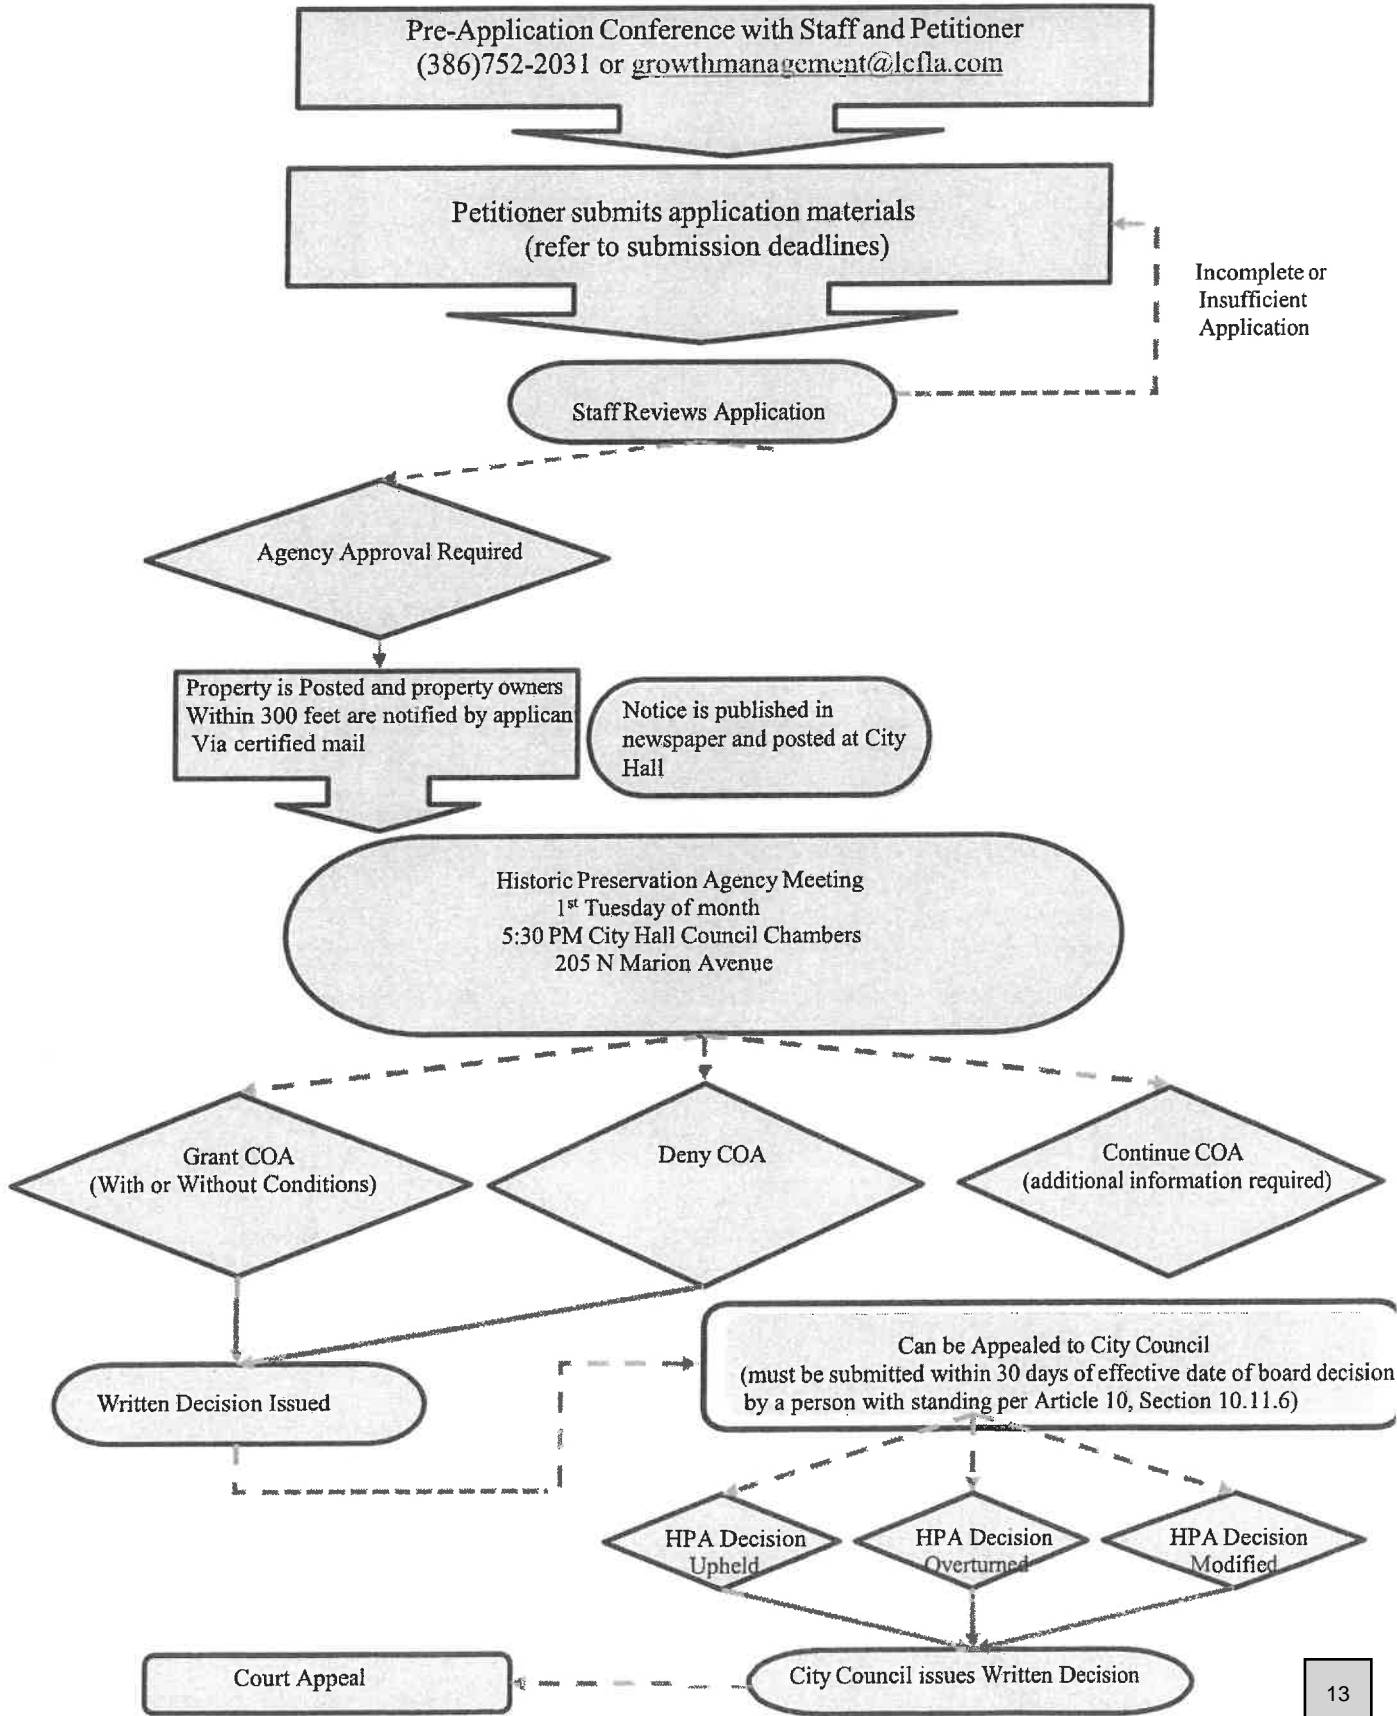 Pre-Application Conference with Staff and Petitioner
(386)752-2031 or growthmanagement@lcfla.com
Petitioner submits application materials
(refer to submission deadlines)
Incomplete or
Insufficient
Application
Staff Reviews Application
Agency Approval Required
Property is Posted and property owners
Within 300 feet are notified by applican
Via certified mail
Notice is published in
newspaper and posted at City
Hall
Historic Preservation Agency Meeting
1st Tuesday of month
5:30 PM City Hall Council Chambers
205 N Marion Avenue
Grant COA
(With or Without Conditions)
Deny COA
Continue COA
(additional information required)
Can be Appealed to City Council
(must be submitted within 30 days of effective date of board decision
by a person with standing per Article 10, Section 10.11.6)
Written Decision Issued
HPA Decision
Upheld
HPA Decision
Overturned
HPA Decision
Modified
City Council issues Written Decision
Court Appeal
13